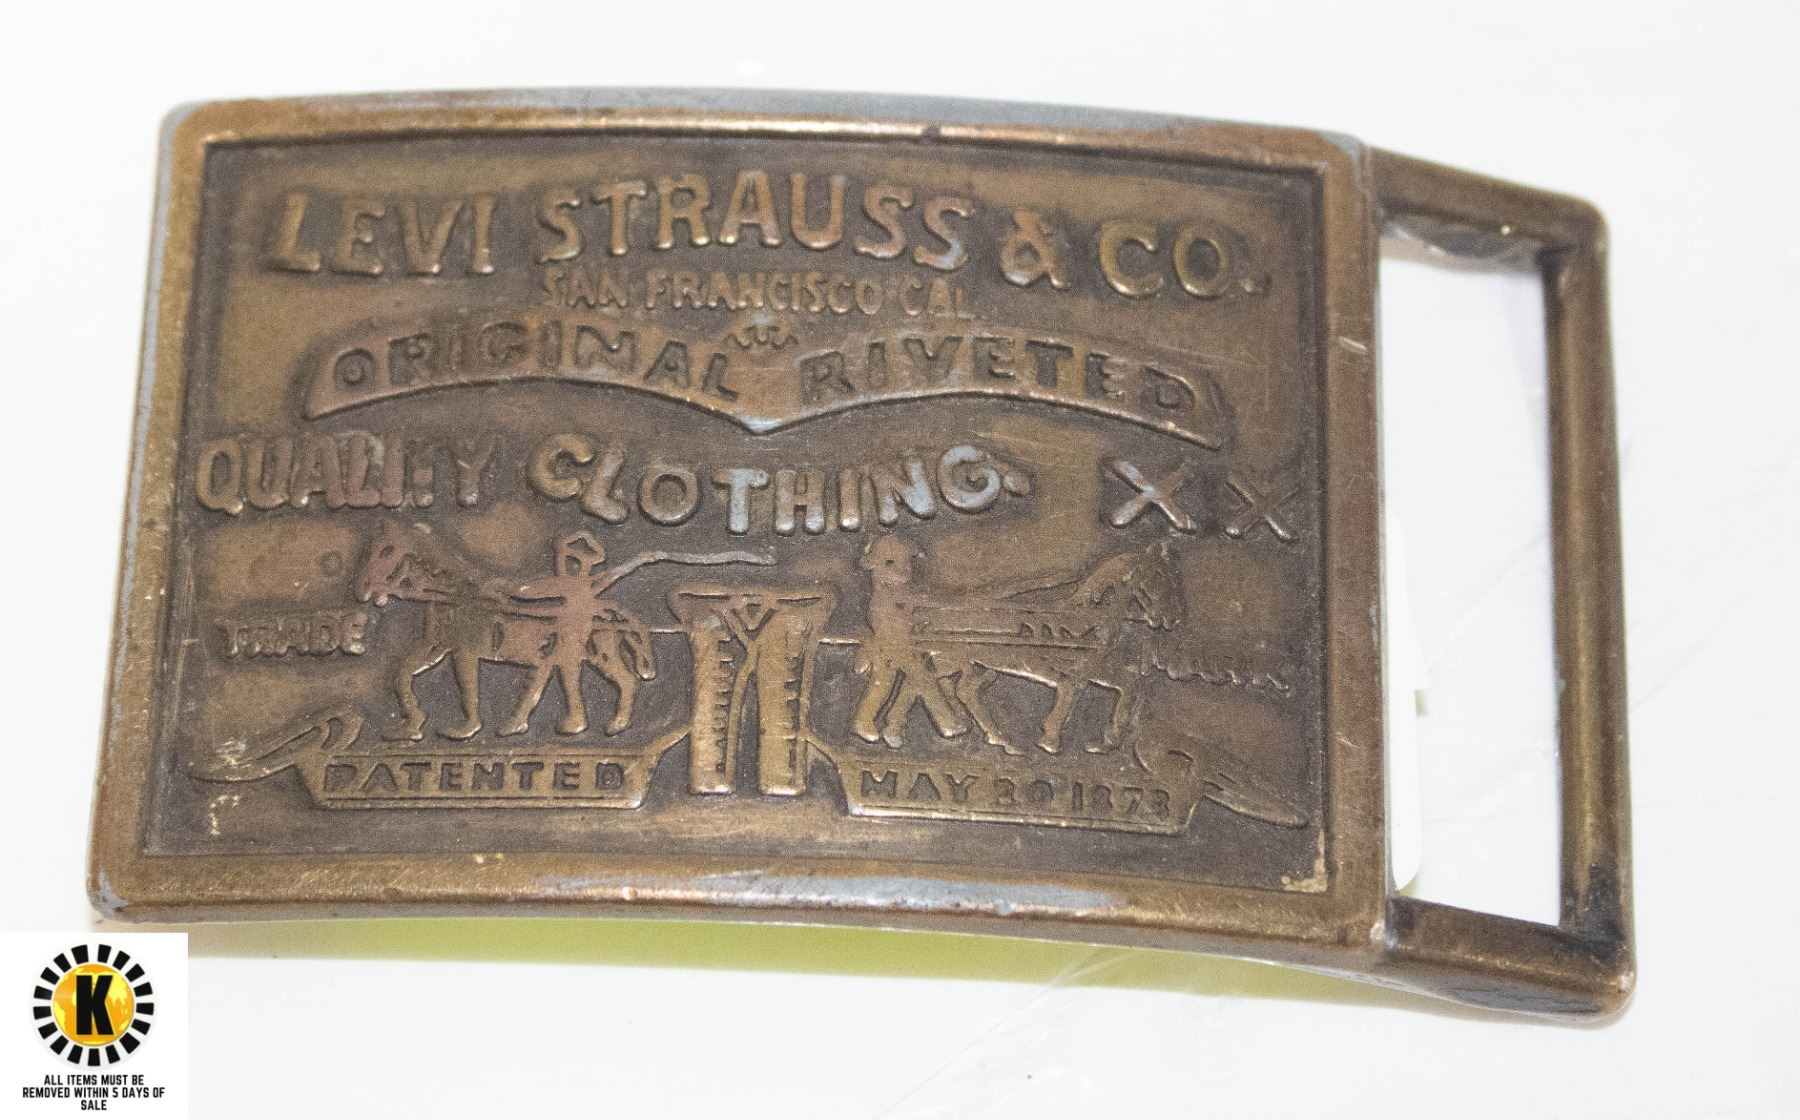 LEVI STRAUSS & CO.
SAN FRANCISCO CAL.
ORIGINAL RIVETED
QUALITY CLOTHING. XX
TRADE MARK
PATENTED MAY 20 1873
K
ALL ITEMS MUST BE
REMOVED WITHIN 5 DAYS OF
SALE